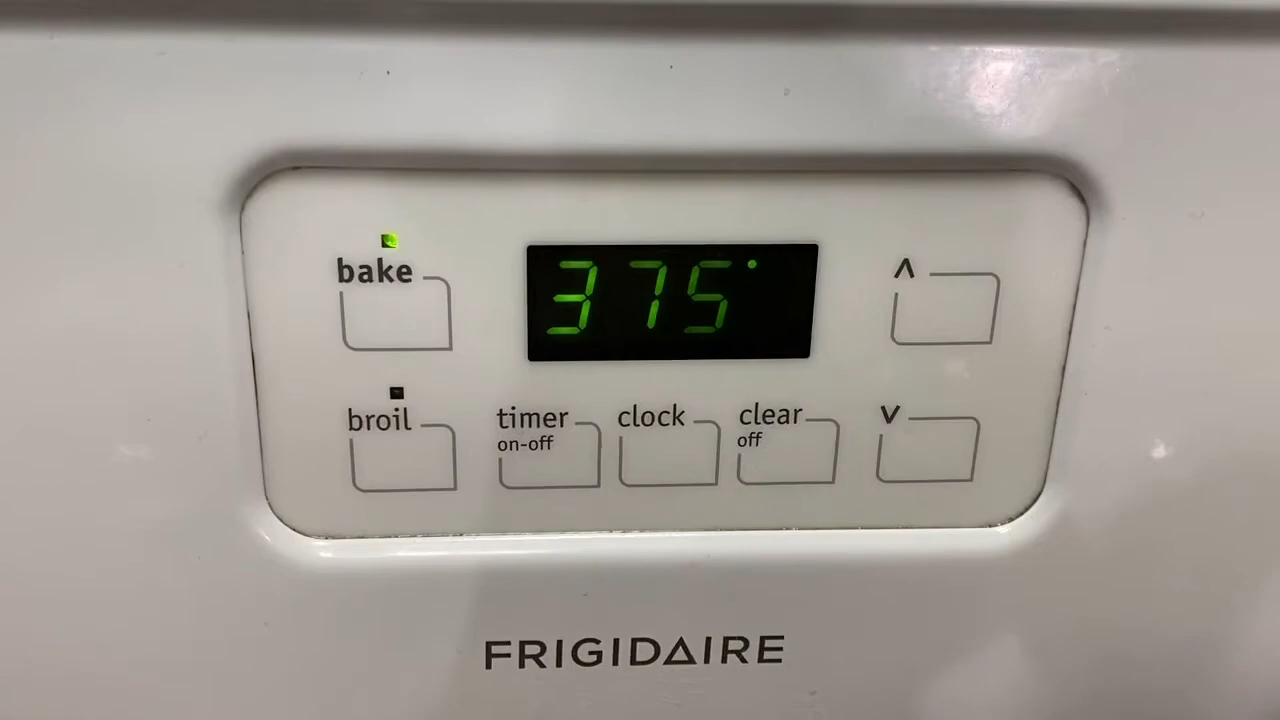 bake
375°
^
broil
timer
on-off
clock
clear
off
v
FRIGIDAIRE